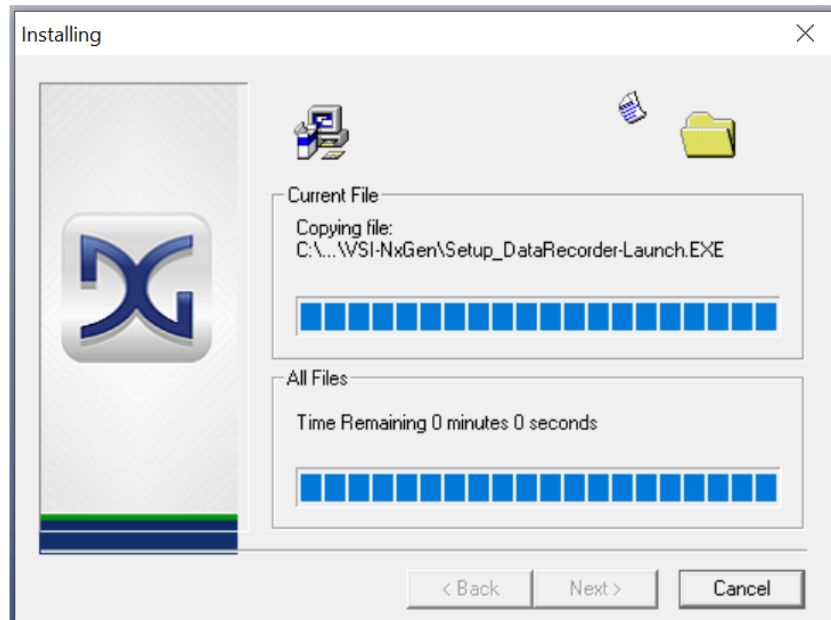 Installing
Current File
Copying file:
C:\...\VSI-NxGen\Setup_DataRecorder-Launch.EXE
All Files
Time Remaining 0 minutes 0 seconds
< Back
Next >
Cancel